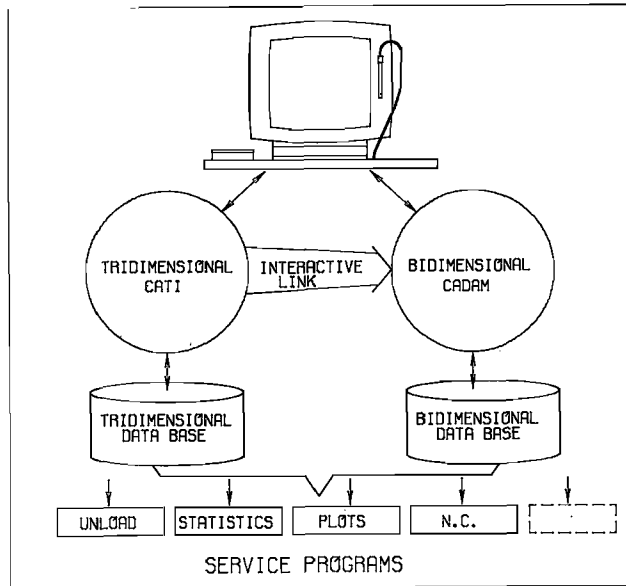 TRIDIMENSIONAL
CATI
INTERACTIVE
LINK
BIDIMENSIONAL
CADAM
TRIDIMENSIONAL
DATA BASE
BIDIMENSIONAL
DATA BASE
UNLOAD
STATISTICS
PLOTS
N.C.
SERVICE PROGRAMS